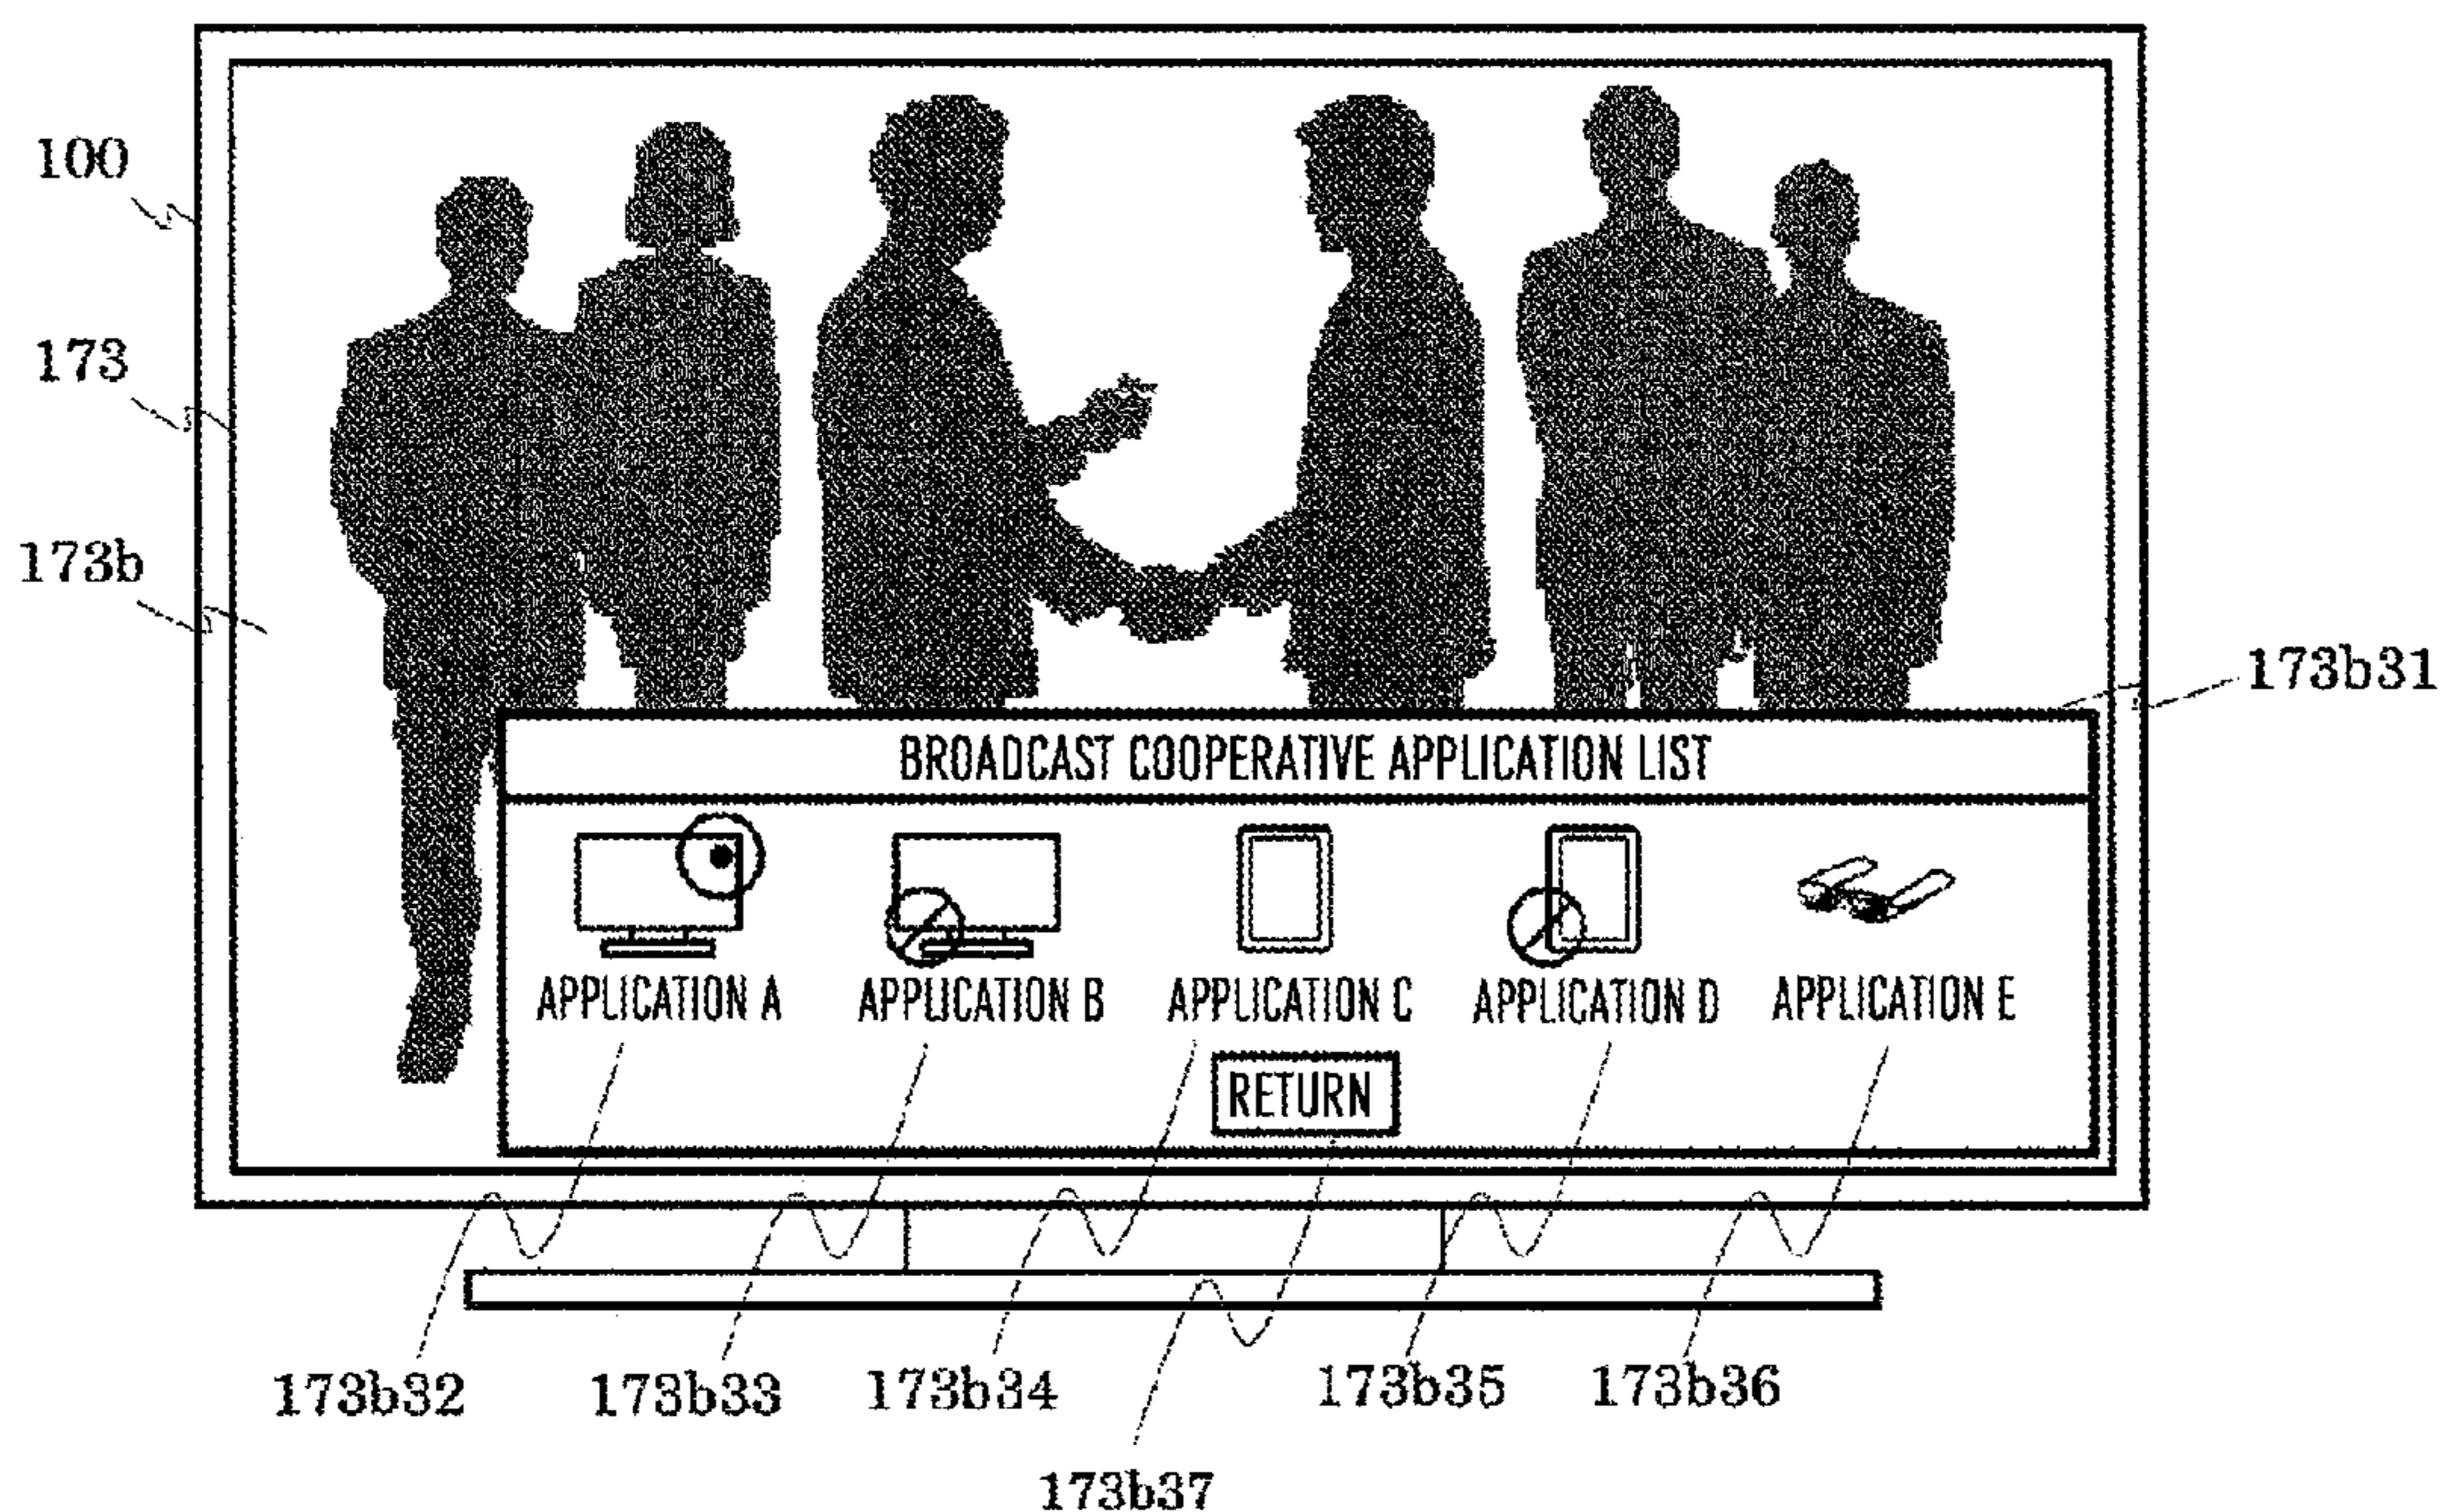 100
173
173b
173b31
BROADCAST COOPERATIVE APPLICATION LIST
APPLICATION A APPLICATION B APPLICATION C APPLICATION D APPLICATION E
RETURN
173b32 173b33 173b34 173b35 173b36
173b37